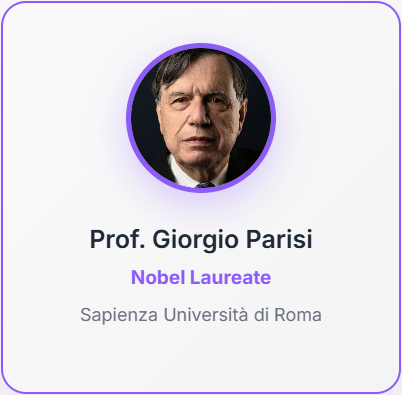 Prof. Giorgio Parisi
Nobel Laureate
Sapienza Università di Roma